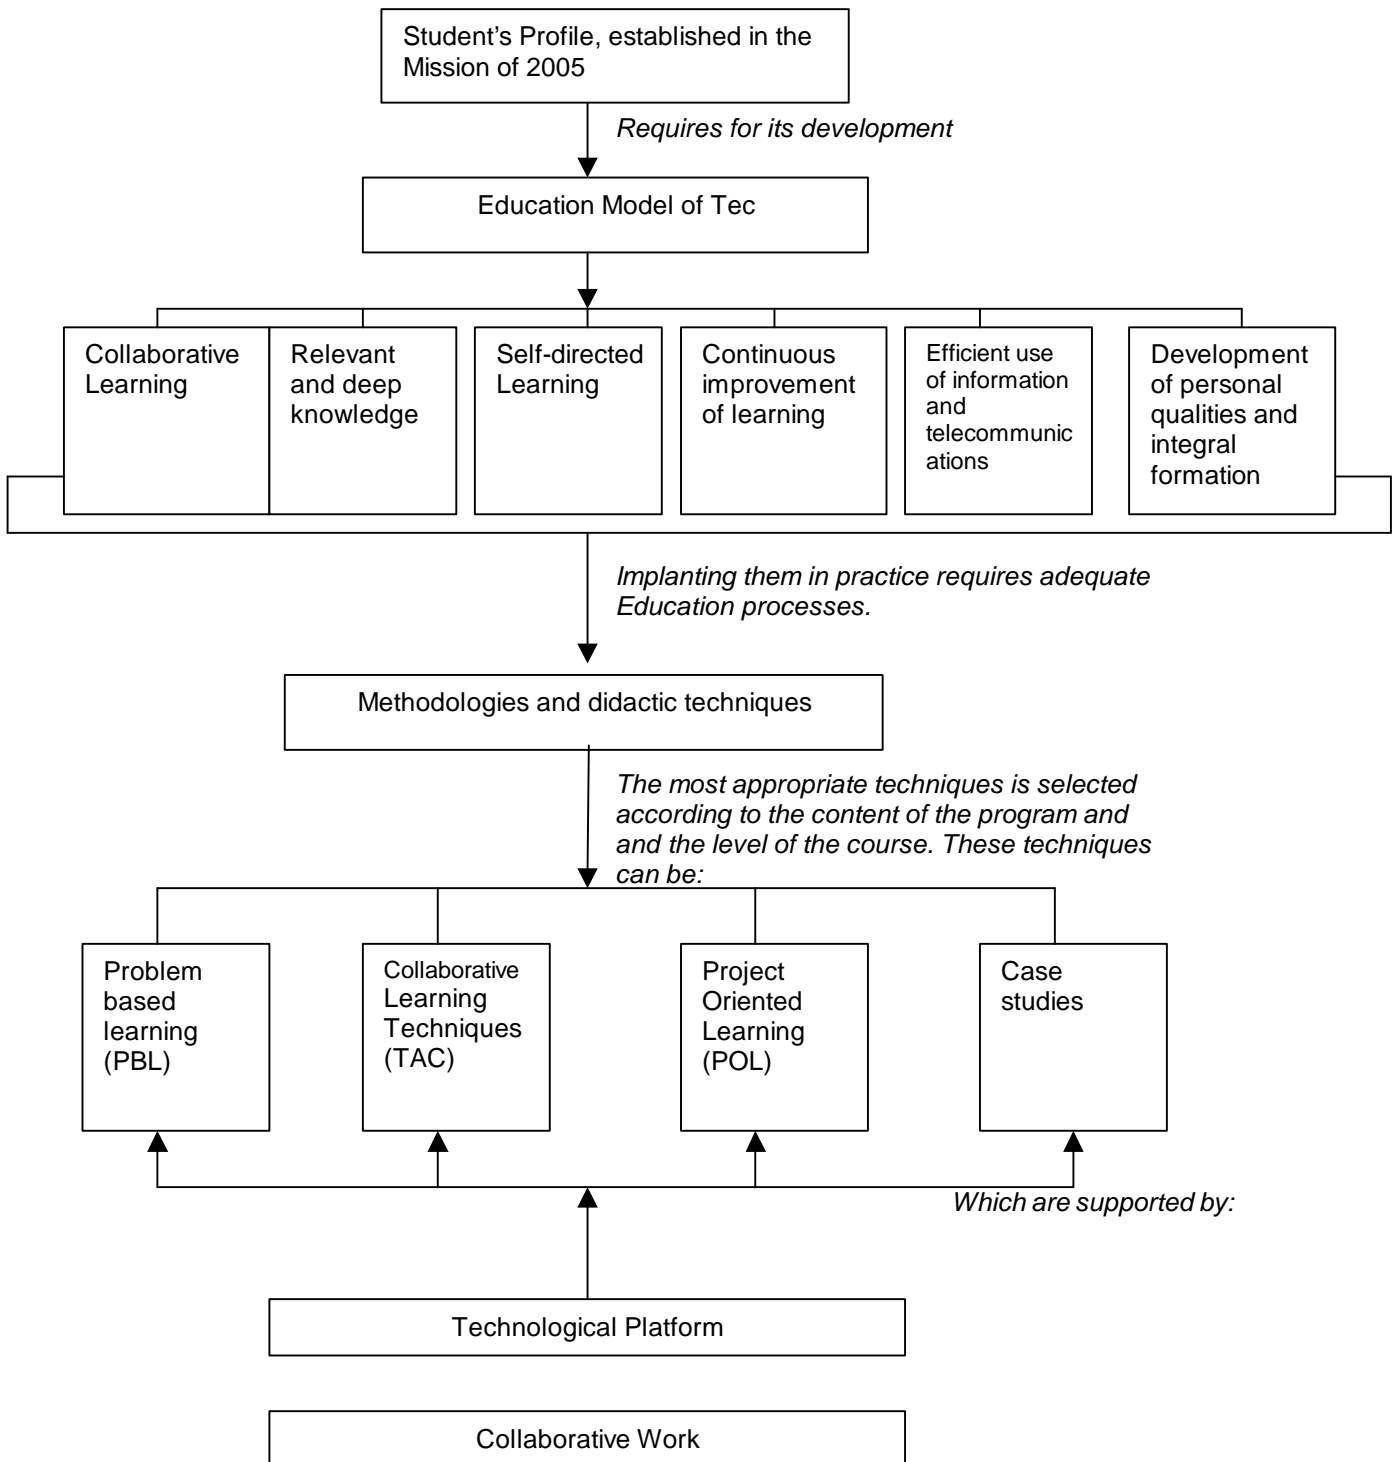 Student's Profile, established in the
Mission of 2005
Requires for its development
Education Model of Tec
Collaborative
Learning
Relevant
and deep
knowledge
Self-directed
Learning
Continuous
improvement
of learning
Efficient use
of information
and
telecommunic
ations
Development
of personal
qualities and
integral
formation
Implanting them in practice requires adequate
Education processes.
Methodologies and didactic techniques
The most appropriate techniques is selected
according to the content of the program and
and the level of the course. These techniques
can be:
Problem
based
learning
(PBL)
Collaborative
Learning
Techniques
(TAC)
Project
Oriented
Learning
(POL)
Case
studies
Which are supported by:
Technological Platform
Collaborative Work